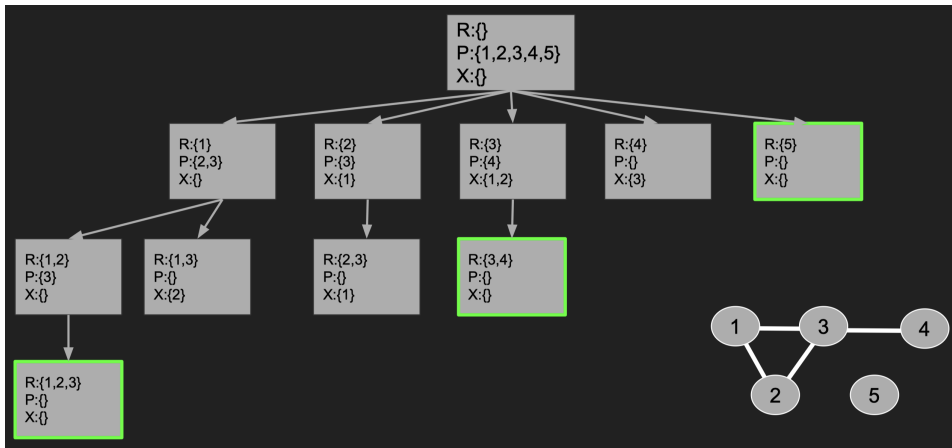 R:{}
P:{1,2,3,4,5}
X:{}
R:{1}
P:{2,3}
X:{}
R:{2}
P:{3}
X:{1}
R:{3}
P:{4}
X:{1,2}
R:{4}
P:{}
X:{3}
R:{5}
P:{}
X:{}
R:{1,2}
P:{3}
X:{}
R:{1,3}
P:{}
X:{2}
R:{2,3}
P:{}
X:{1}
R:{3,4}
P:{}
X:{}
R:{1,2,3}
P:{}
X:{}
1
3
4
2
5